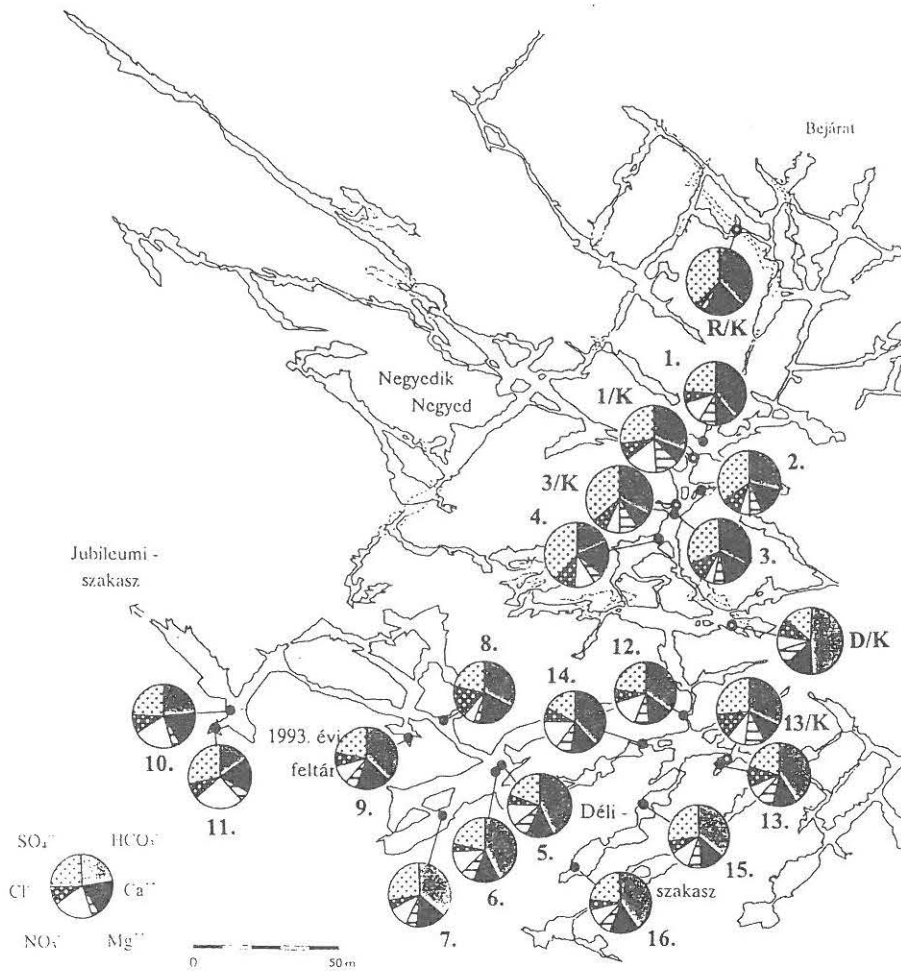 Bejárat
R/K
1.
1/K
Negyedik
Negyed
2.
3/K
4.
3.
Jubileumi -
szakasz
D/K
8.
12.
14.
13/K
1993. évi
feltár
10.
9.
11.
Déli -
13.
5.
15.
6.
szakasz
7.
16.
SO₄⁻⁻
HCO₃⁻
Cl⁻
Ca⁺⁺
NO₃⁻
Mg⁺⁺
0
50 m